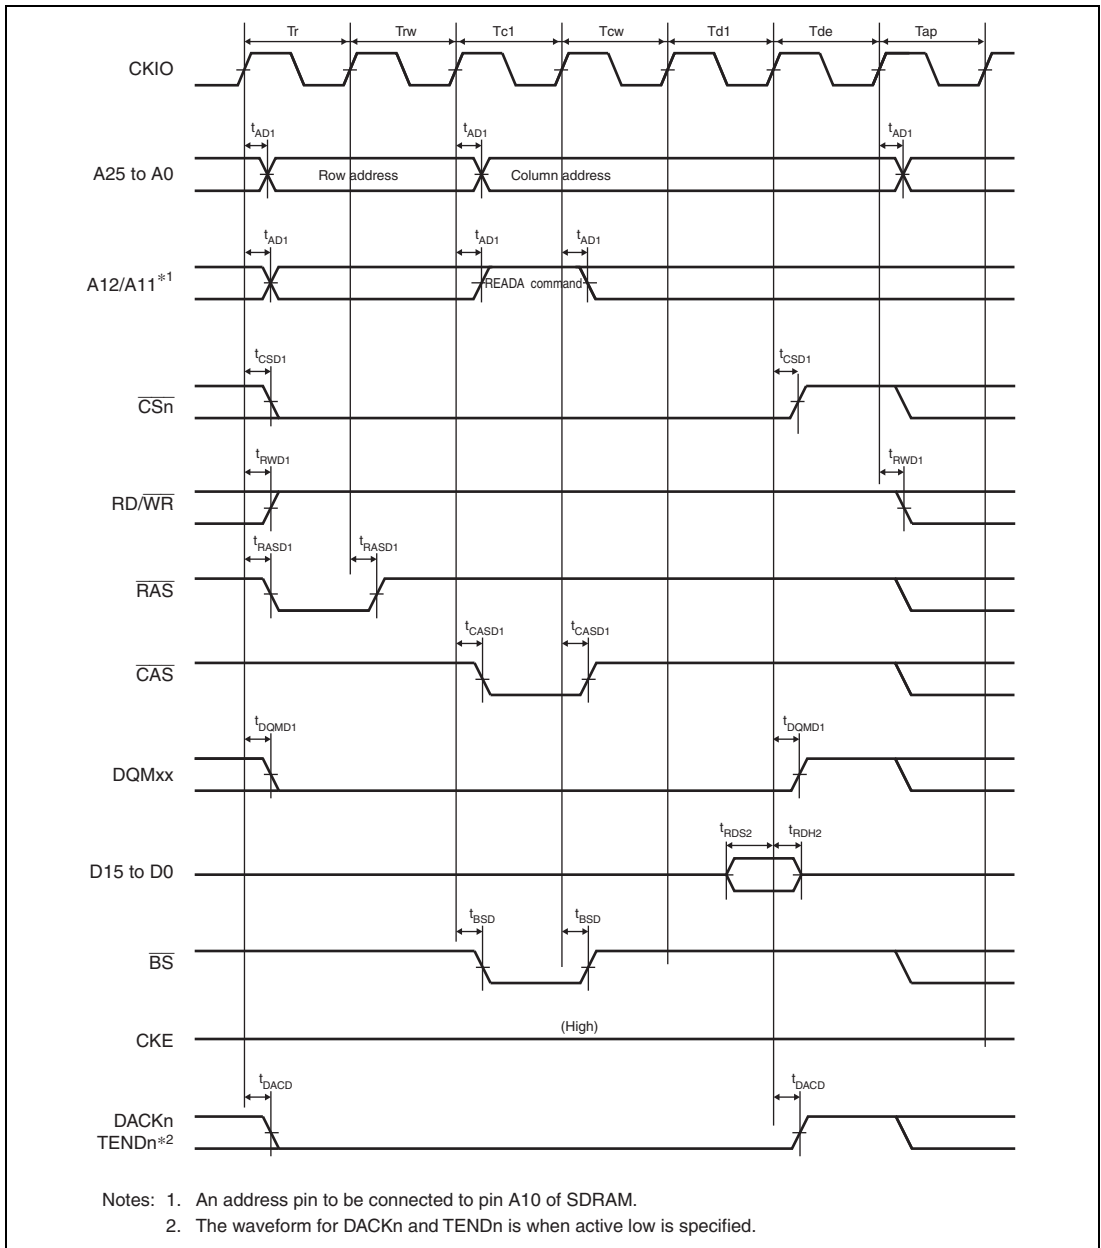 Tr Trw Tc1 Tcw Td1 Tde Tap
CKIO
tAD1 tAD1 tAD1
A25 to A0 Row address Column address
tAD1 tAD1 tAD1
A12/A11*1 READA command
tCSD1 tCSD1
CSn
tRWD1 tRWD1
RD/WR
tRASD1 tRASD1
RAS
tCASD1 tCASD1
CAS
tDQMD1 tDQMD1
DQMxx
tRDS2 tRDH2
D15 to D0
tBSD tBSD
BS
(High)
CKE
tDACD tDACD
DACKn
TENDn*2
Notes: 1. An address pin to be connected to pin A10 of SDRAM.
2. The waveform for DACKn and TENDn is when active low is specified.